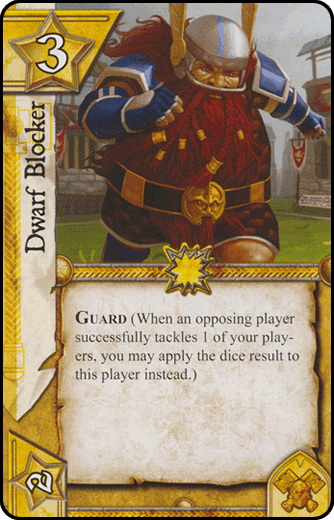 3
Dwarf Blocker
GUARD (When an opposing player
successfully tackles 1 of your play-
ers, you may apply the dice result to
this player instead.)
2